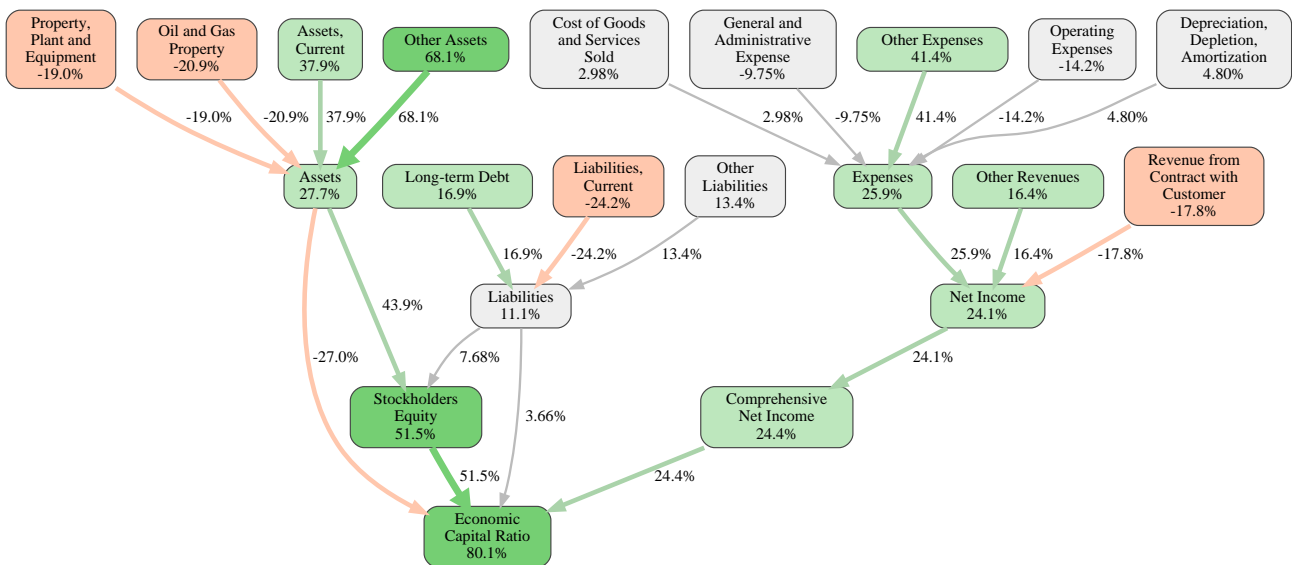 Property,
Plant and
Equipment
-19.0%
Oil and Gas
Property
-20.9%
Assets,
Current
37.9%
Other Assets
68.1%
Cost of Goods
and Services
Sold
2.98%
General and
Administrative
Expense
-9.75%
Other Expenses
41.4%
Operating
Expenses
-14.2%
Depreciation,
Depletion,
Amortization
4.80%
-19.0%
-20.9%
37.9%
68.1%
2.98%
-9.75%
41.4%
-14.2%
4.80%
Assets
27.7%
Long-term Debt
16.9%
Liabilities,
Current
-24.2%
Other
Liabilities
13.4%
Expenses
25.9%
Other Revenues
16.4%
Revenue from
Contract with
Customer
-17.8%
16.9%
-24.2%
13.4%
25.9%
16.4%
-17.8%
43.9%
Liabilities
11.1%
Net Income
24.1%
-27.0%
7.68%
24.1%
Stockholders
Equity
51.5%
3.66%
Comprehensive
Net Income
24.4%
51.5%
24.4%
Economic
Capital Ratio
80.1%